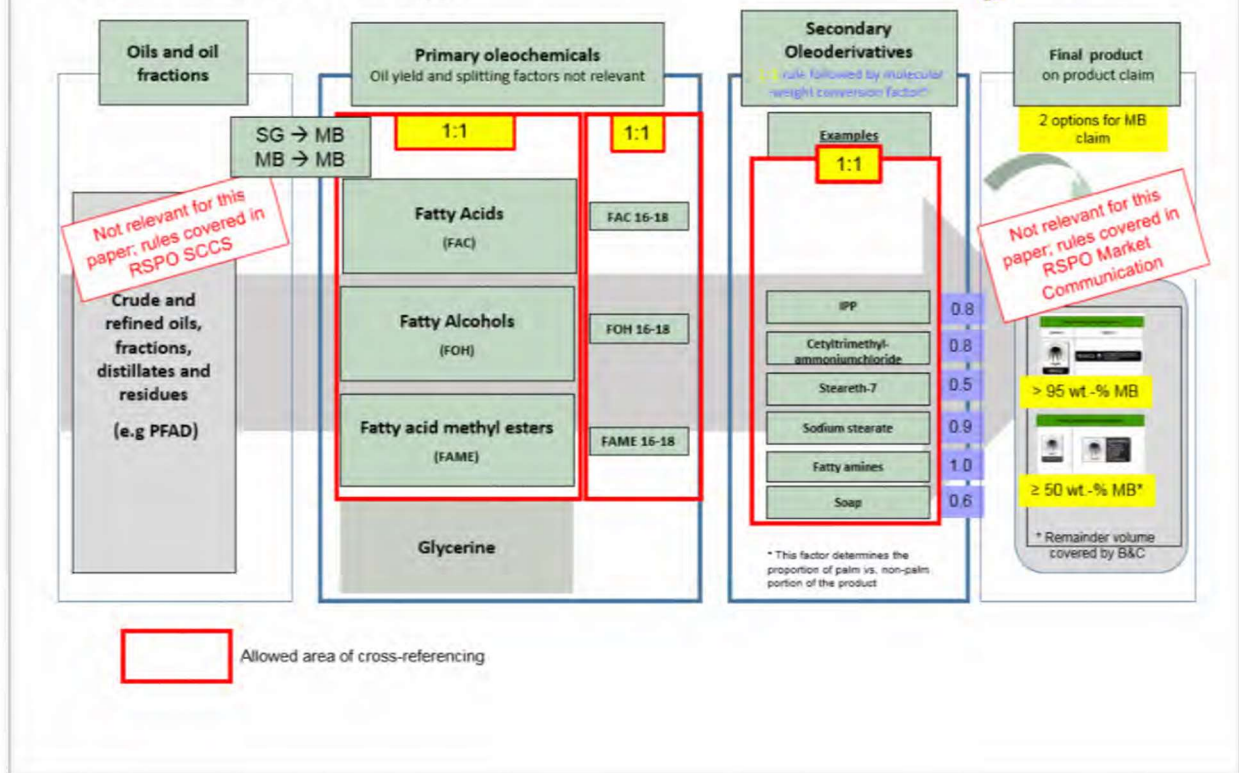 Oils and oil
fractions
SG → MB
MB → MB
Not relevant for this
paper; rules covered in
RSPO SCCS
Crude and
refined oils,
fractions,
distillates and
residues
(e.g PFAD)
Primary oleochemicals
Oil yield and splitting factors not relevant
1:1
1:1
Fatty Acids
(FAC)
FAC 16-18
Fatty Alcohols
(FOH)
FOH 16-18
Fatty acid methyl esters
(FAME)
FAME 16-18
Glycerine
Secondary
Oleoderivatives
rule followed by molecular
weight conversion factor*
Examples
1:1
IPP
0.8
Cetyltrimethyl-
ammoniumchloride
0.8
Steareth-7
0.5
Sodium stearate
0.9
Fatty amines
1.0
Soap
0.6
* This factor determines the
proportion of palm vs. non-palm
portion of the product
Final product
on product claim
2 options for MB
claim
Not relevant for this
paper; rules covered in
RSPO Market
Communication
> 95 wt.-% MB
≥ 50 wt.-% MB*
* Remainder volume
covered by B&C
Allowed area of cross-referencing